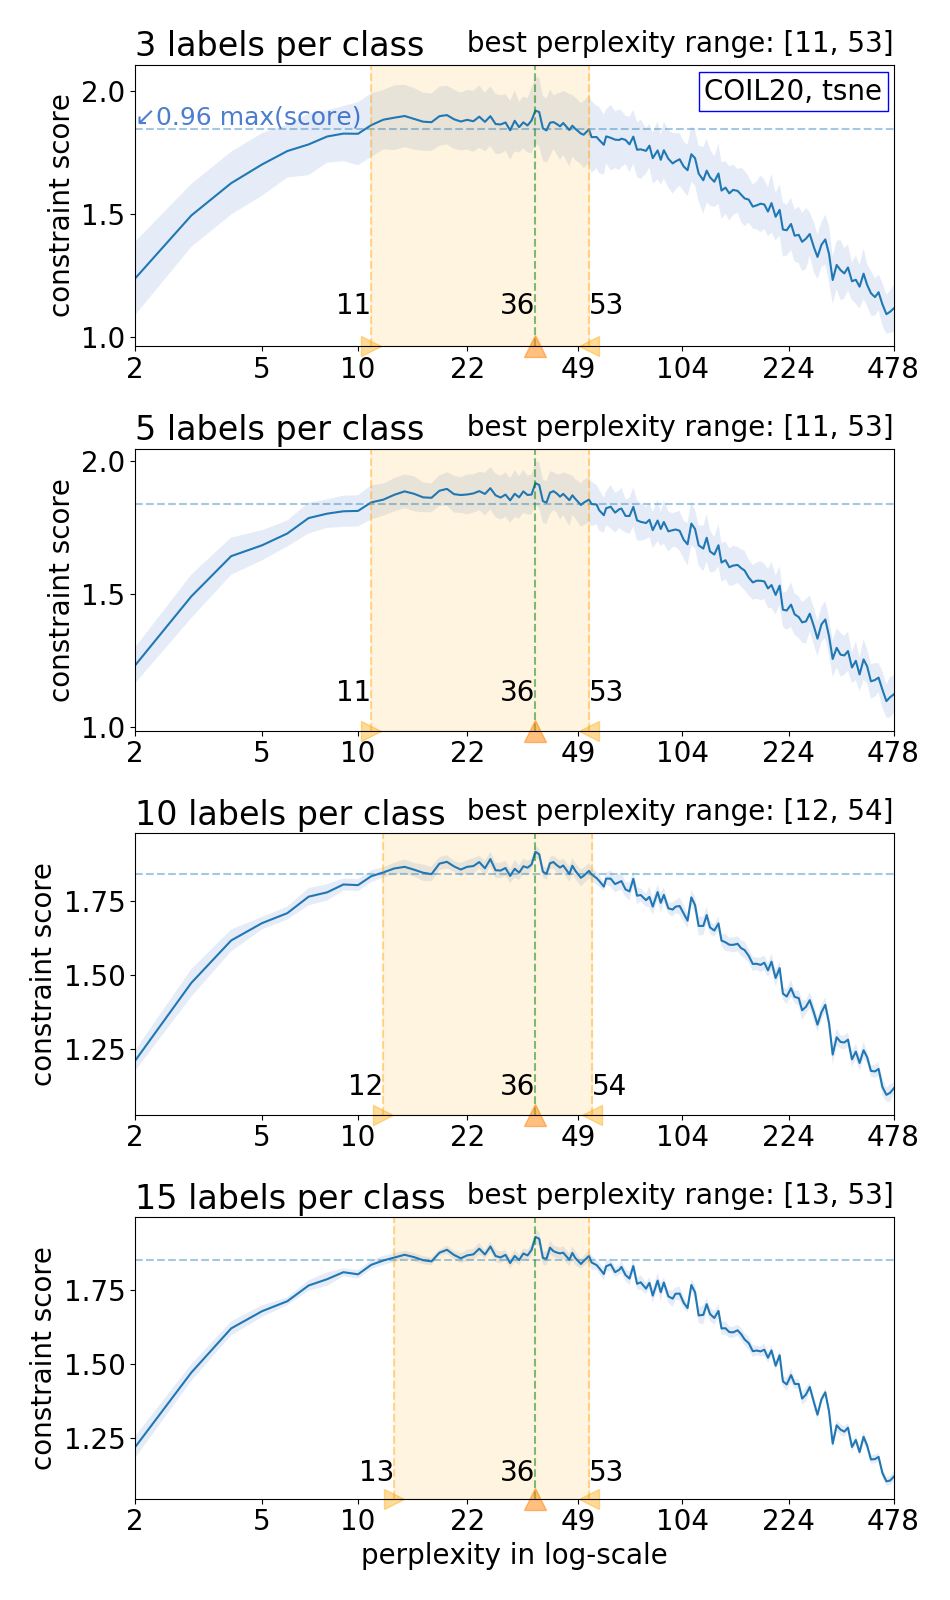 3 labels per class best perplexity range: [11, 53]
COIL20, tsne
↙0.96 max(score)
constraint score
2.0
1.5
1.0
11 36 53
2 5 10 22 49 104 224 478
5 labels per class best perplexity range: [11, 53]
constraint score
2.0
1.5
1.0
11 36 53
2 5 10 22 49 104 224 478
10 labels per class best perplexity range: [12, 54]
constraint score
1.75
1.50
1.25
12 36 54
2 5 10 22 49 104 224 478
15 labels per class best perplexity range: [13, 53]
constraint score
1.75
1.50
1.25
13 36 53
2 5 10 22 49 104 224 478
perplexity in log-scale